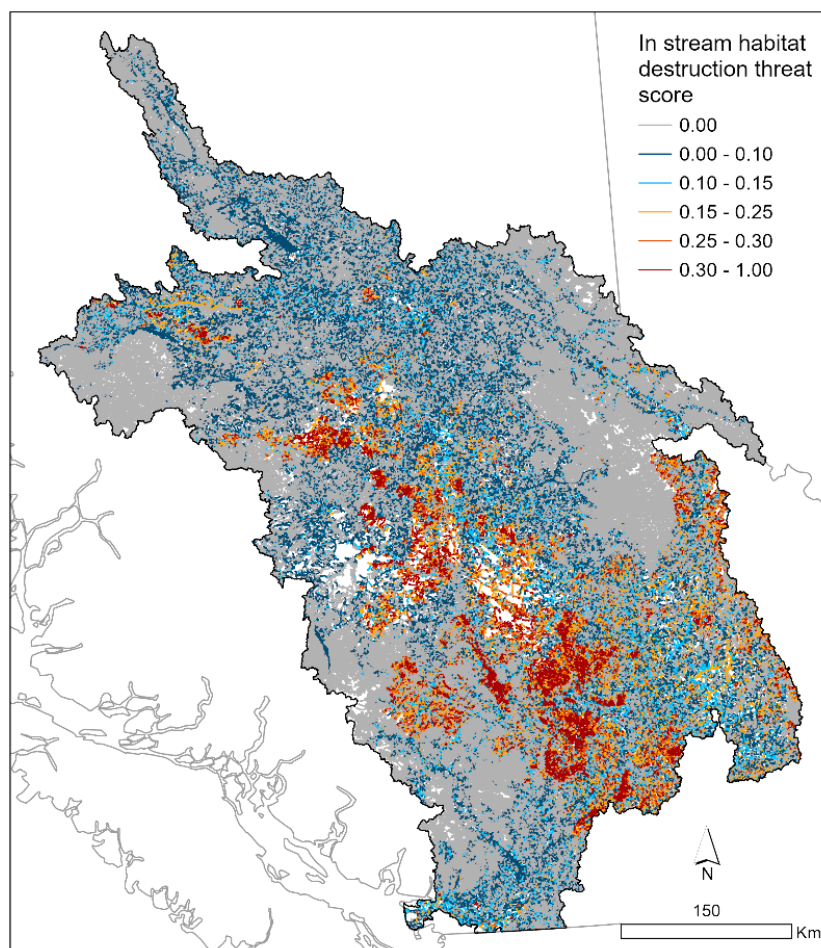 In stream habitat
destruction threat
score
0.00
0.00 - 0.10
0.10 - 0.15
0.15 - 0.25
0.25 - 0.30
0.30 - 1.00
N
150
Km